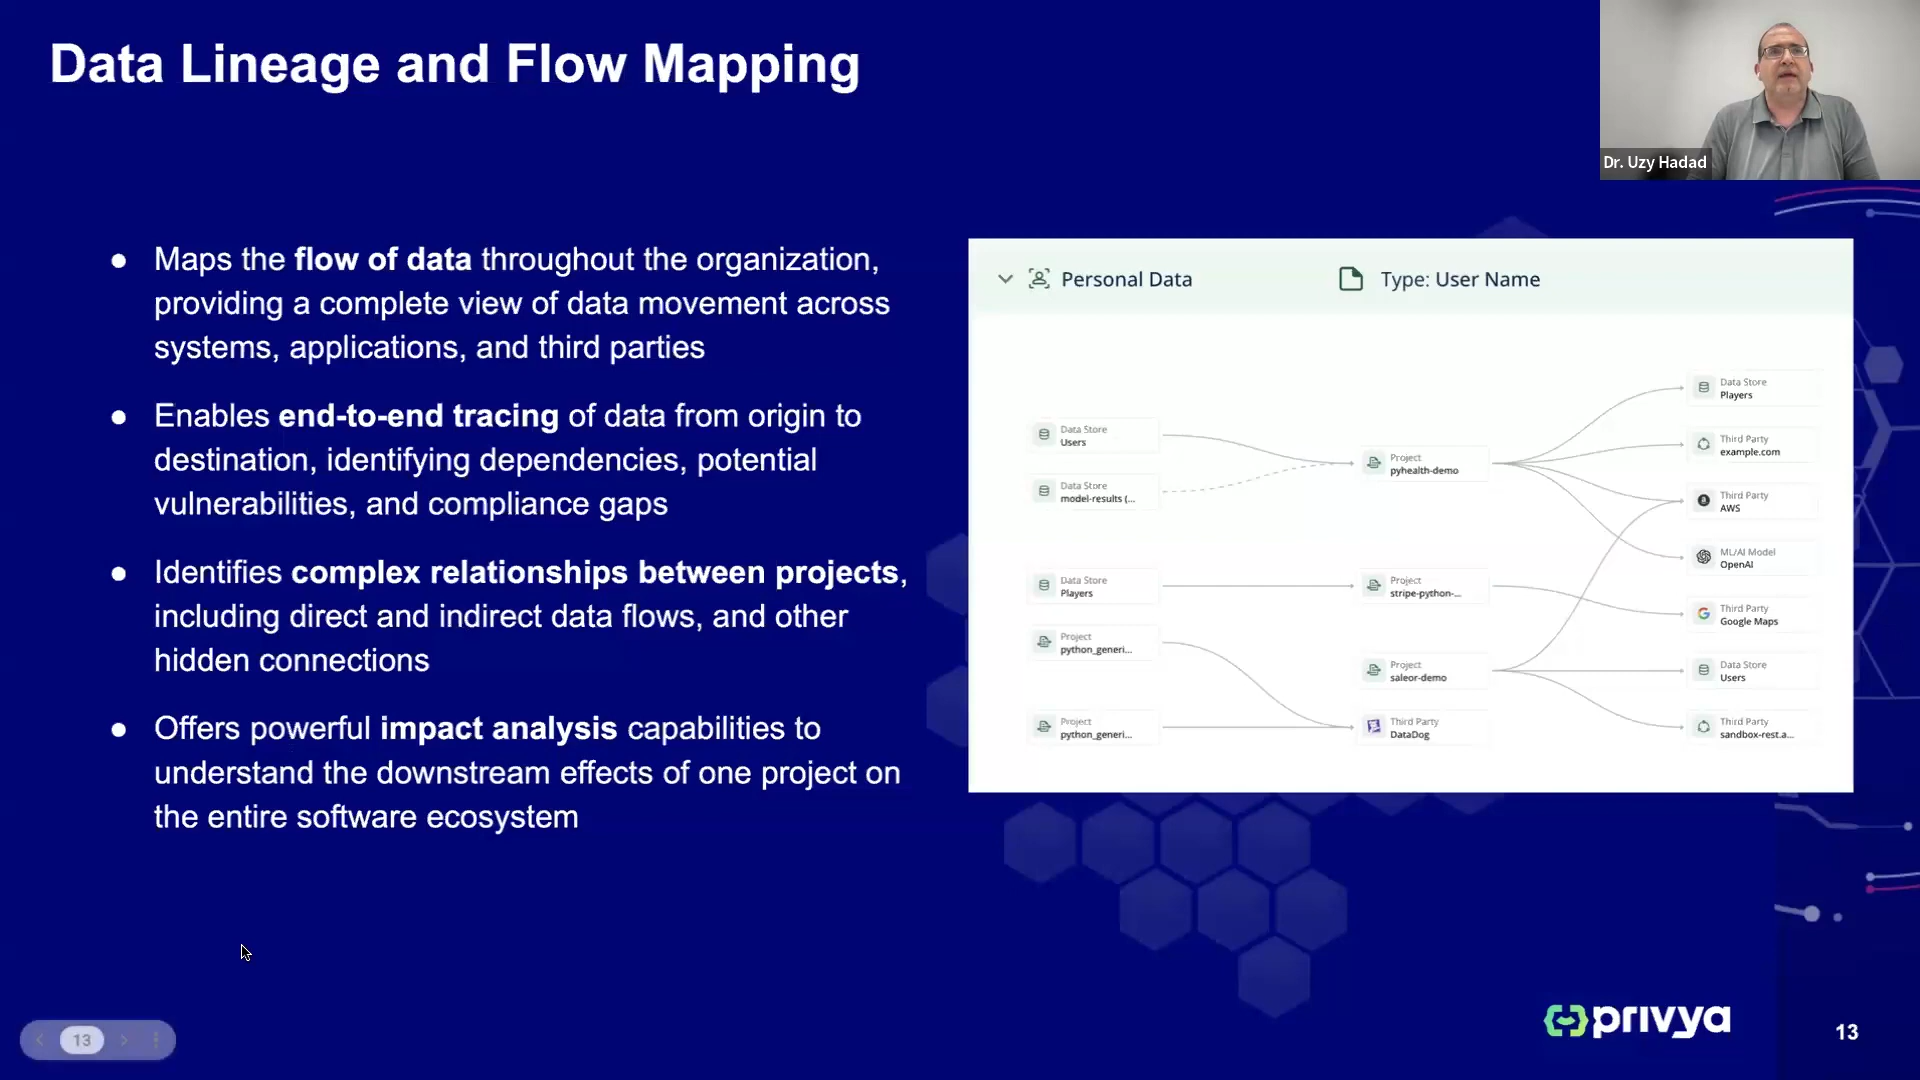 Data Lineage and Flow Mapping
Dr. Uzy Hadad
● Maps the flow of data throughout the organization,
providing a complete view of data movement across
systems, applications, and third parties
● Enables end-to-end tracing of data from origin to
destination, identifying dependencies, potential
vulnerabilities, and compliance gaps
● Identifies complex relationships between projects,
including direct and indirect data flows, and other
hidden connections
● Offers powerful impact analysis capabilities to
understand the downstream effects of one project on
the entire software ecosystem
Personal Data
Type: User Name
Data Store
Users
Data Store
model-results (...
Data Store
Players
Project
python_generi...
Project
python_generi...
Project
pyhealth-demo
Project
stripe-python-...
Project
saleor-demo
Third Party
DataDog
Data Store
Players
Third Party
example.com
Third Party
AWS
ML/AI Model
OpenAI
Third Party
Google Maps
Data Store
Users
Third Party
sandbox-rest.a...
13
privya
13